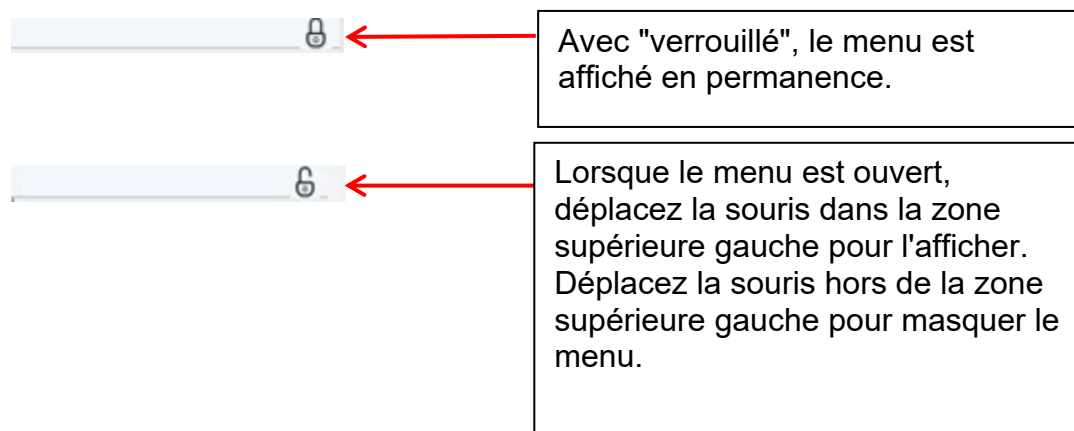 Avec "verrouillé", le menu est
affiché en permanence.
Lorsque le menu est ouvert,
déplacez la souris dans la zone
supérieure gauche pour l'afficher.
Déplacez la souris hors de la zone
supérieure gauche pour masquer le
menu.